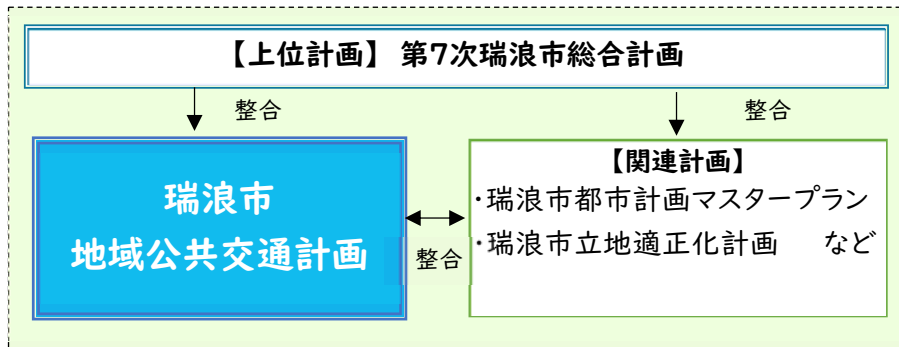 【上位計画】 第7次瑞浪市総合計画
整合
整合
瑞浪市
地域公共交通計画
整合
【関連計画】
・瑞浪市都市計画マスタープラン
・瑞浪市立地適正化計画　など